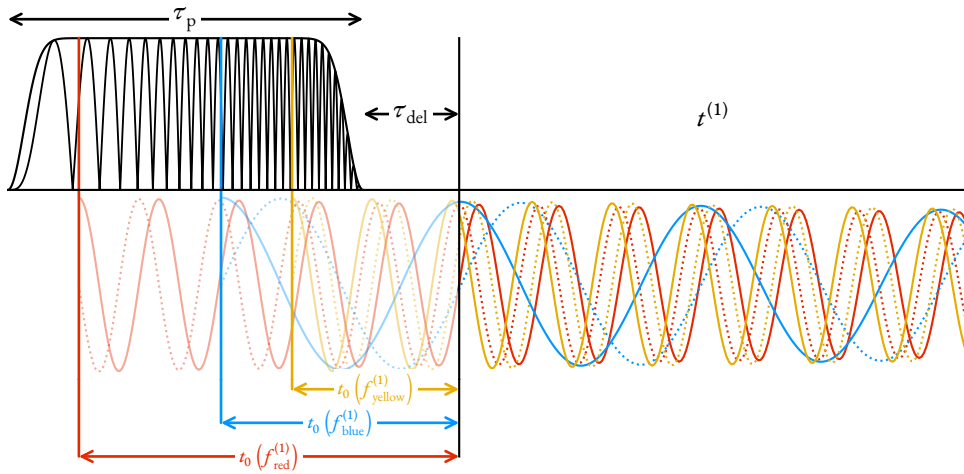 τp
τdel
t(1)
t0 (f(1)yellow)
t0 (f(1)blue)
t0 (f(1)red)